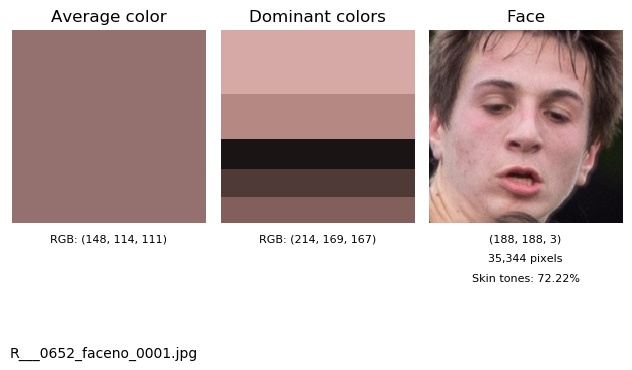 Average color
Dominant colors
Face
RGB: (148, 114, 111)
RGB: (214, 169, 167)
(188, 188, 3)
35,344 pixels
Skin tones: 72.22%
R___0652_faceno_0001.jpg